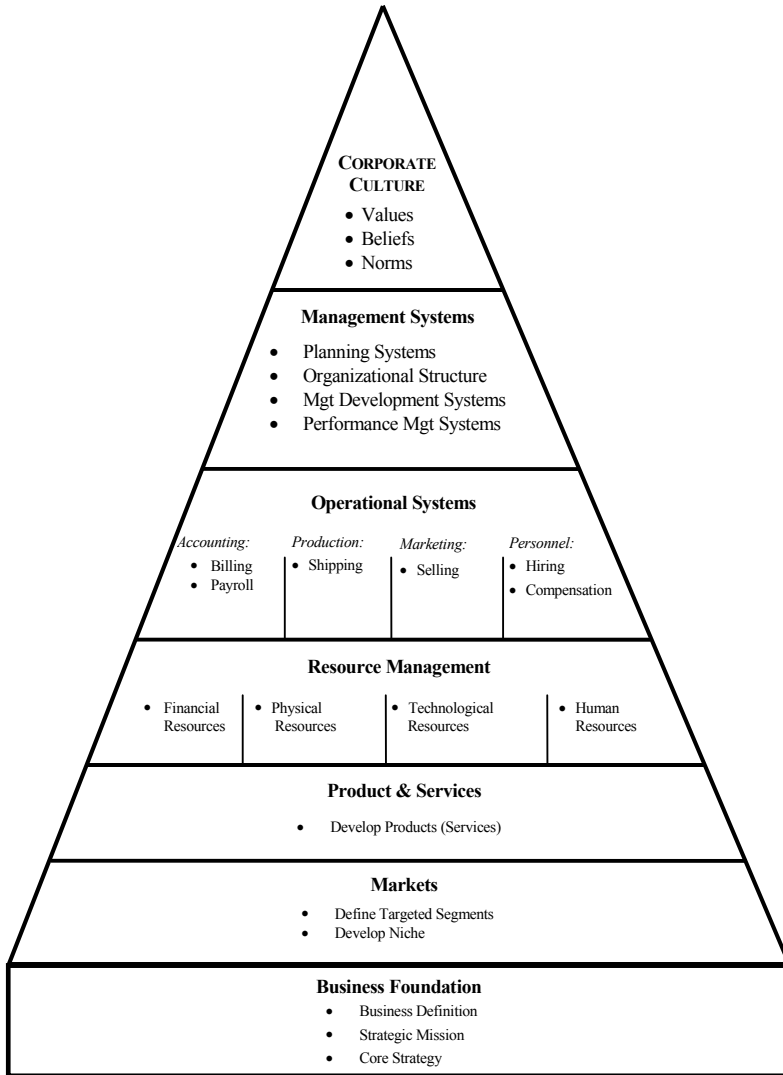 CORPORATE
CULTURE
• Values
• Beliefs
• Norms
Management Systems
• Planning Systems
• Organizational Structure
• Mgt Development Systems
• Performance Mgt Systems
Operational Systems
Accounting:
• Billing
• Payroll
Production:
• Shipping
Marketing:
• Selling
Personnel:
• Hiring
• Compensation
Resource Management
• Financial
Resources
• Physical
Resources
• Technological
Resources
• Human
Resources
Product & Services
• Develop Products (Services)
Markets
• Define Targeted Segments
• Develop Niche
Business Foundation
• Business Definition
• Strategic Mission
• Core Strategy